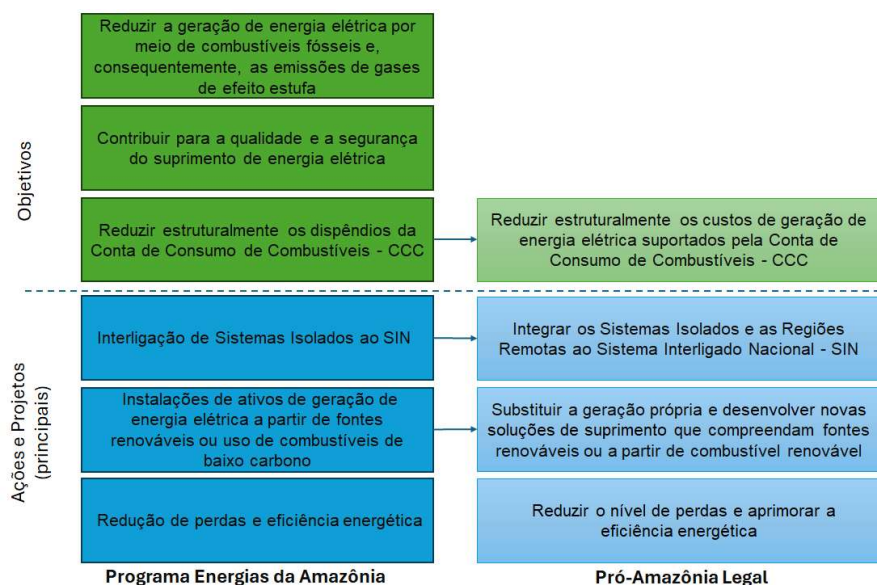 Reduzir a geração de energia elétrica por
meio de combustíveis fósseis e,
consequentemente, as emissões de gases
de efeito estufa
Objetivos
Contribuir para a qualidade e a segurança
do suprimento de energia elétrica
Reduzir estruturalmente os dispêndios da
Conta de Consumo de Combustíveis - CCC
Reduzir estruturalmente os custos de geração de
energia elétrica suportados pela Conta de
Consumo de Combustíveis - CCC
Ações e Projetos
(principais)
Interligação de Sistemas Isolados ao SIN
Integrar os Sistemas Isolados e as Regiões
Remotas ao Sistema Interligado Nacional - SIN
Instalações de ativos de geração de
energia elétrica a partir de fontes
renováveis ou uso de combustíveis de
baixo carbono
Substituir a geração própria e desenvolver novas
soluções de suprimento que compreendam fontes
renováveis ou a partir de combustível renovável
Redução de perdas e eficiência energética
Reduzir o nível de perdas e aprimorar a
eficiência energética
Programa Energias da Amazônia
Pró-Amazônia Legal